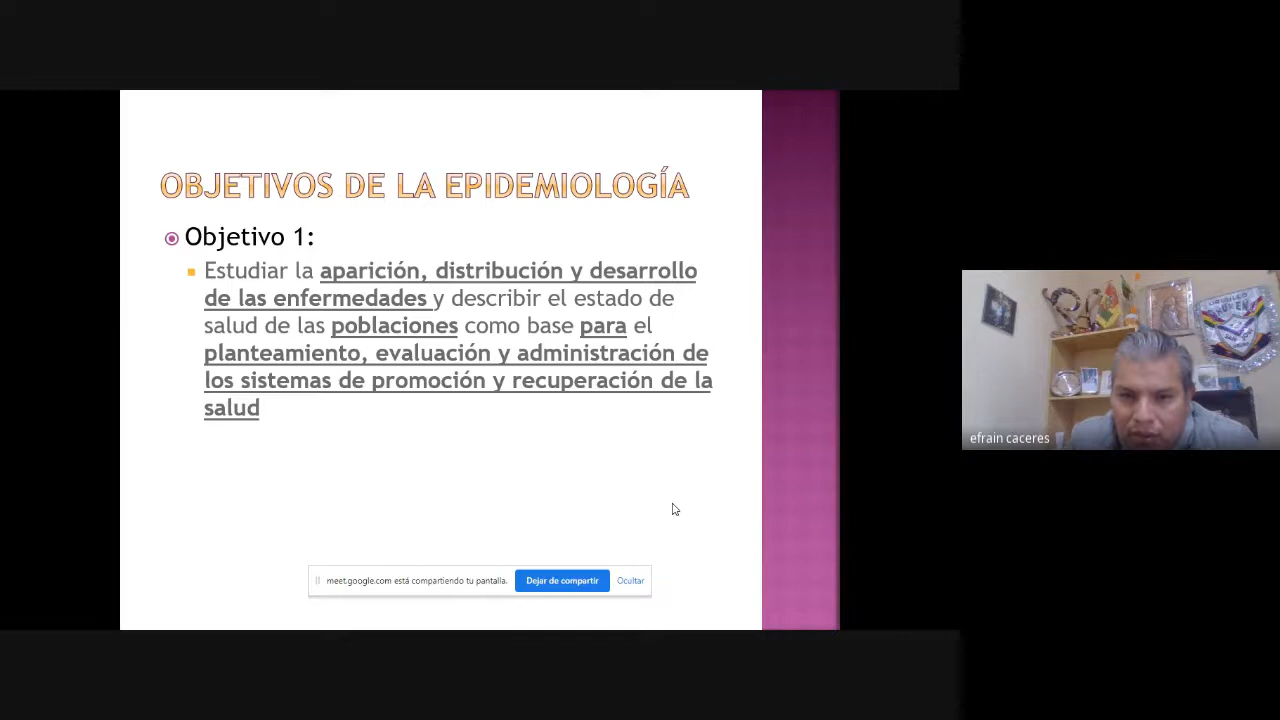 OBJETIVOS DE LA EPIDEMIOLOGÍA
Objetivo 1:
Estudiar la aparición, distribución y desarrollo
de las enfermedades y describir el estado de
salud de las poblaciones como base para el
planteamiento, evaluación y administración de
los sistemas de promoción y recuperación de la
salud
meet.google.com está compartiendo tu pantalla.
Dejar de compartir
Ocultar
ORGULLO
efrain caceres